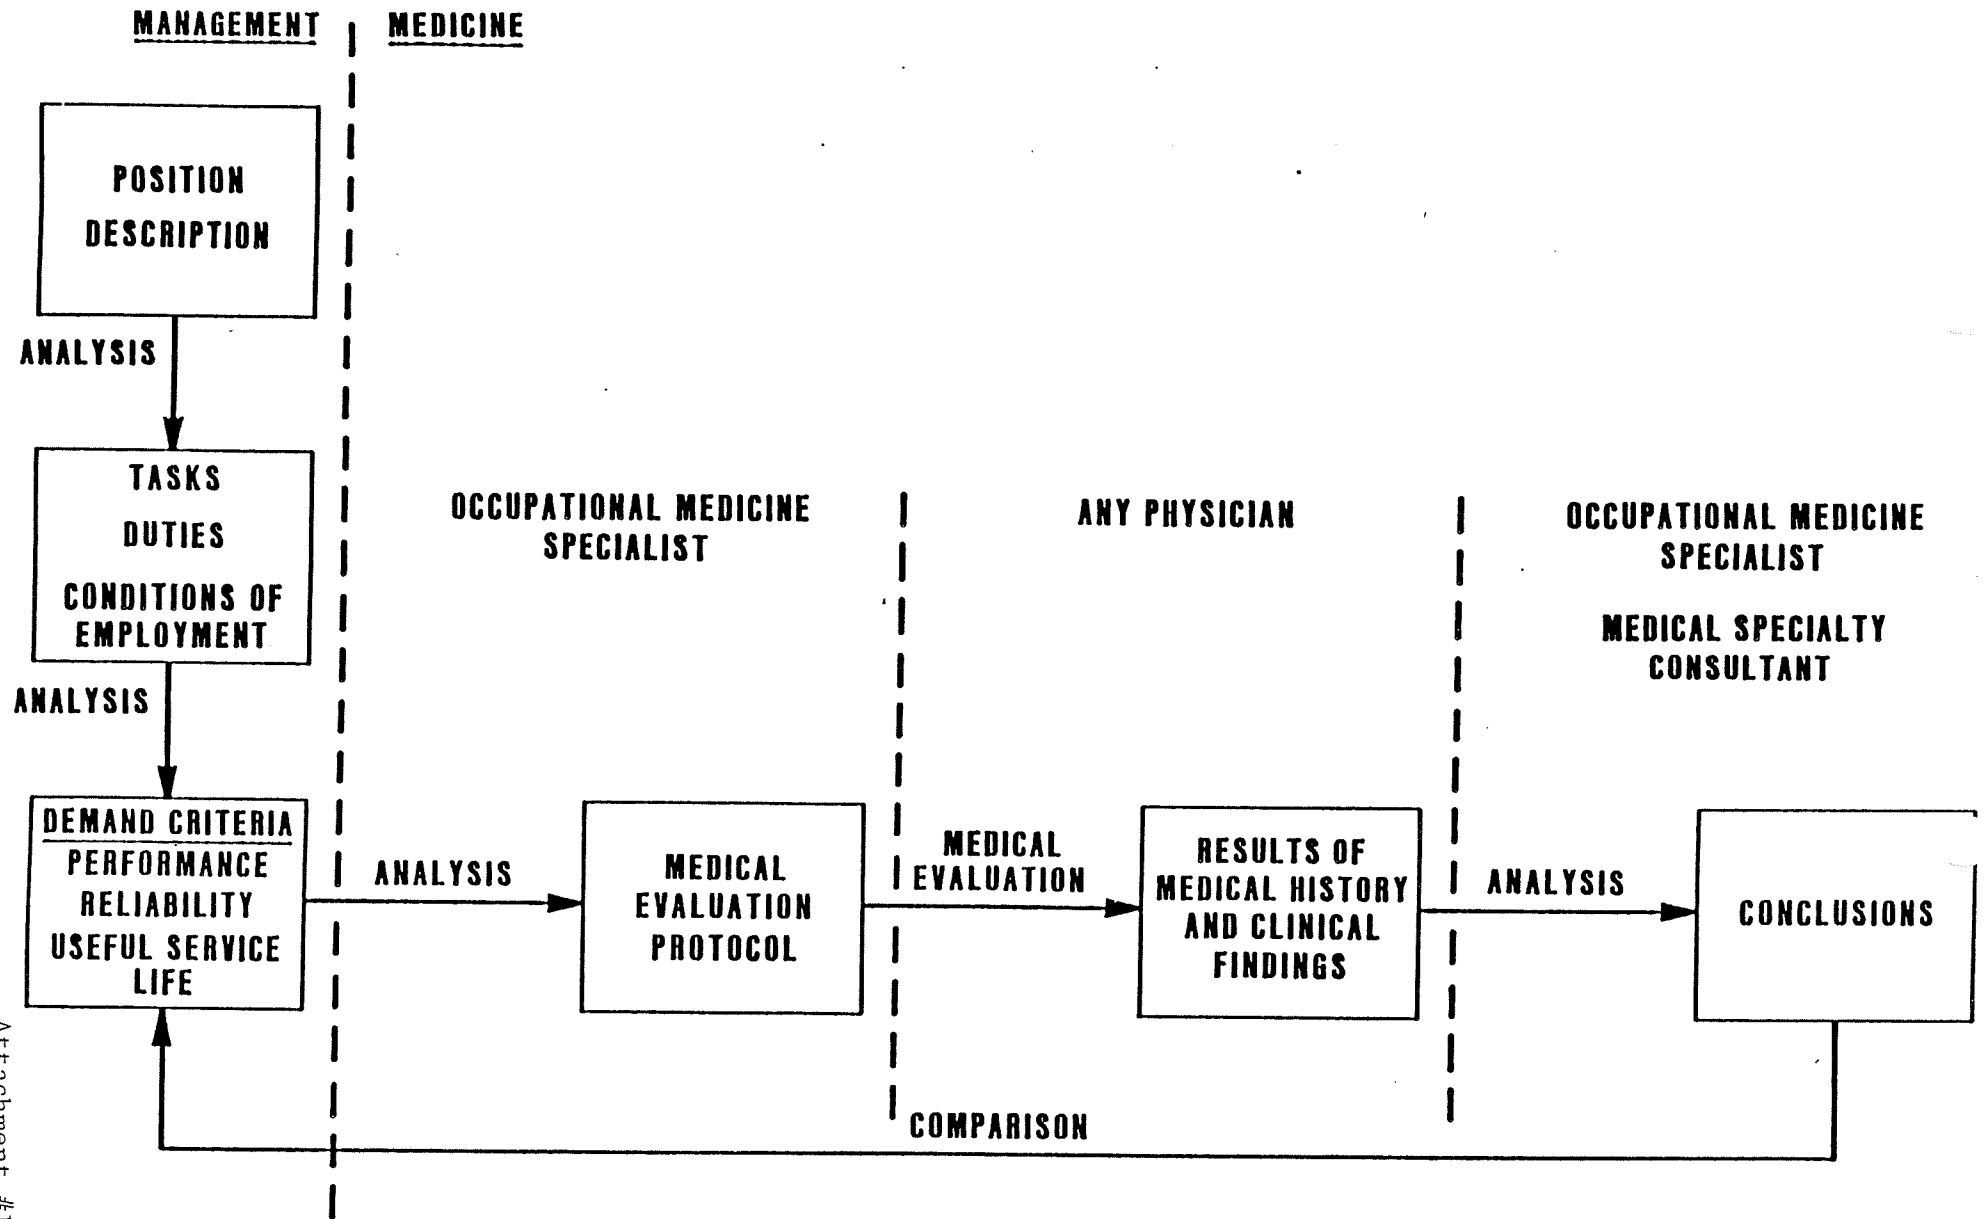 MANAGEMENT
MEDICINE
POSITION
DESCRIPTION
ANALYSIS
TASKS
DUTIES
CONDITIONS OF
EMPLOYMENT
ANALYSIS
DEMAND CRITERIA
PERFORMANCE
RELIABILITY
USEFUL SERVICE
LIFE
OCCUPATIONAL MEDICINE
SPECIALIST
ANALYSIS
MEDICAL
EVALUATION
PROTOCOL
ANY PHYSICIAN
MEDICAL
EVALUATION
RESULTS OF
MEDICAL HISTORY
AND CLINICAL
FINDINGS
OCCUPATIONAL MEDICINE
SPECIALIST
MEDICAL SPECIALTY
CONSULTANT
ANALYSIS
CONCLUSIONS
COMPARISON
Attachment #1